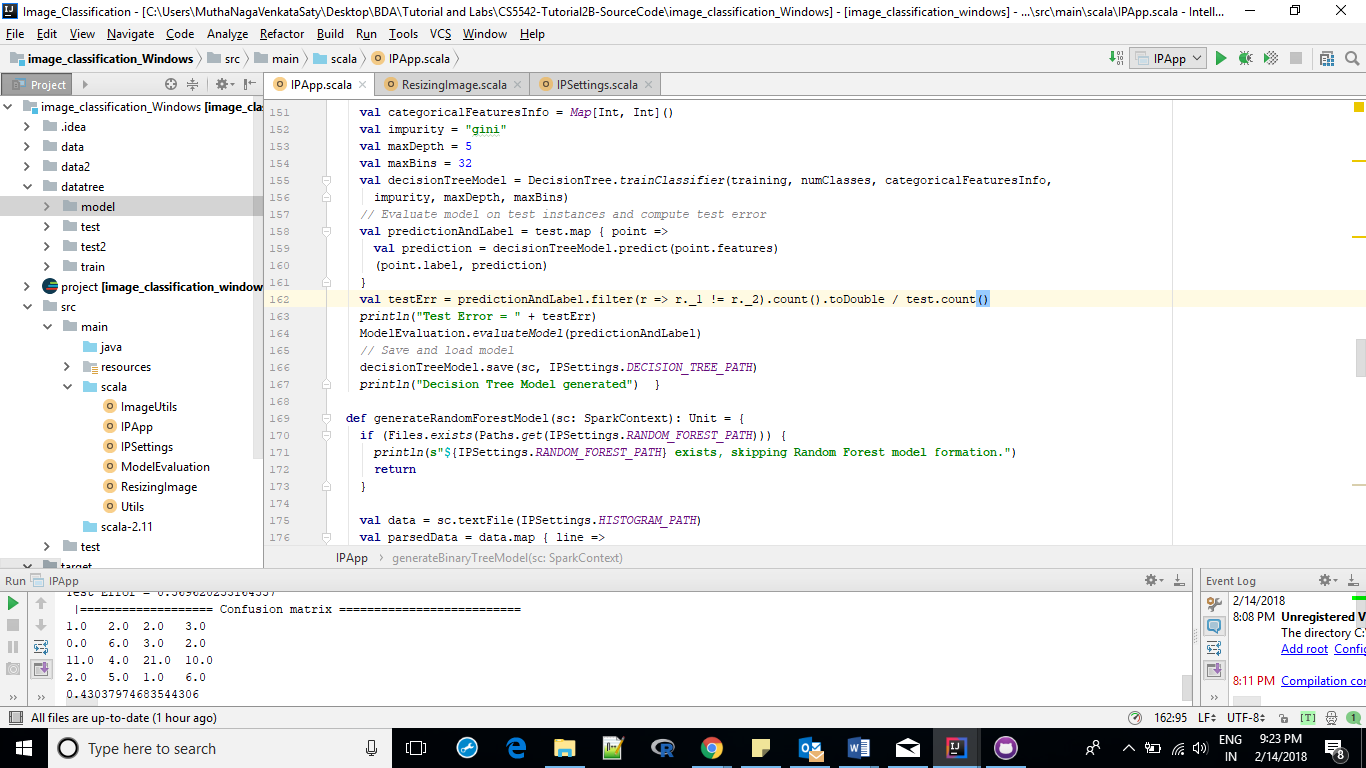 Image_Classification - [C:\Users\MuthaNagaVenkataSaty\Desktop\BDA\Tutorial and Labs\CS5542-Tutorial2B-SourceCode\image_classification_Windows] - [image_classification_windows] - ...\src\main\scala\IPApp.scala - Intell...
File Edit View Navigate Code Analyze Refactor Build Run Tools VCS Window Help
image_classification_Windows src main scala IPApp.scala IPApp
Project IPApp.scala ResizingImage.scala IPSettings.scala
image_classification_Windows [image_cla
.idea
data
data2
datatree
model
test
test2
train
project [image_classification_window
src
main
java
resources
scala
ImageUtils
IPApp
IPSettings
ModelEvaluation
ResizingImage
Utils
scala-2.11
test
target
151 val categoricalFeaturesInfo = Map[Int, Int]()
152 val impurity = "gini"
153 val maxDepth = 5
154 val maxBins = 32
155 val decisionTreeModel = DecisionTree.trainClassifier(training, numClasses, categoricalFeaturesInfo,
156 impurity, maxDepth, maxBins)
157 // Evaluate model on test instances and compute test error
158 val predictionAndLabel = test.map { point =>
159 val prediction = decisionTreeModel.predict(point.features)
160 (point.label, prediction)
161 }
162 val testErr = predictionAndLabel.filter(r => r._1 != r._2).count().toDouble / test.count()
163 println("Test Error = " + testErr)
164 ModelEvaluation.evaluateModel(predictionAndLabel)
165 // Save and load model
166 decisionTreeModel.save(sc, IPSettings.DECISION_TREE_PATH)
167 println("Decision Tree Model generated") }
168
169 def generateRandomForestModel(sc: SparkContext): Unit = {
170 if (Files.exists(Paths.get(IPSettings.RANDOM_FOREST_PATH))) {
171 println(s"${IPSettings.RANDOM_FOREST_PATH} exists, skipping Random Forest model formation.")
172 return
173 }
174
175 val data = sc.textFile(IPSettings.HISTOGRAM_PATH)
176 val parsedData = data.map { line =>
IPApp generateBinaryTreeModel(sc: SparkContext)
Run IPApp
Test Error = 0.569620253164557
|=================== Confusion matrix ==========================
1.0 2.0 2.0 3.0
0.0 6.0 3.0 2.0
11.0 4.0 21.0 10.0
2.0 5.0 1.0 6.0
0.43037974683544306
Event Log
2/14/2018
8:08 PM Unregistered V
The directory C:
Add root Config
8:11 PM Compilation co
All files are up-to-date (1 hour ago) 162:95 LF UTF-8 [T] 1
Type here to search
ENG
IN
9:23 PM
2/14/2018
8